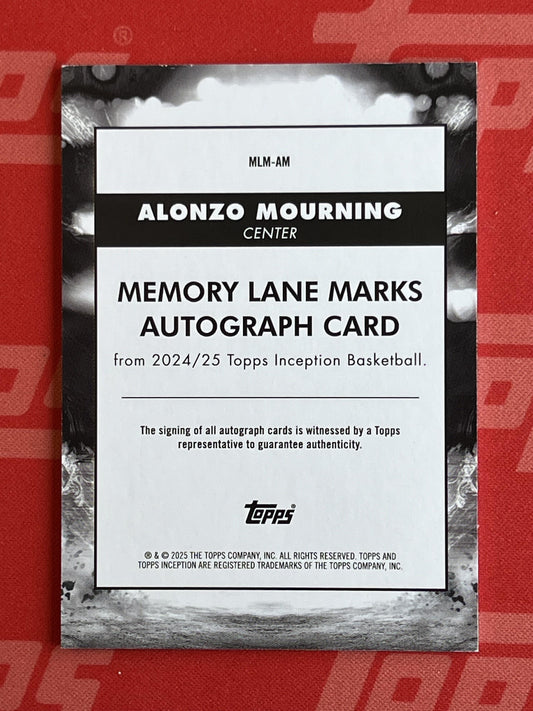 MLM-AM
ALONZO MOURNING
CENTER
MEMORY LANE MARKS
AUTOGRAPH CARD
from 2024/25 Topps Inception Basketball.
The signing of all autograph cards is witnessed by a Topps
representative to guarantee authenticity.
topps®
® & © 2025 THE TOPPS COMPANY, INC. ALL RIGHTS RESERVED. TOPPS AND
TOPPS INCEPTION ARE REGISTERED TRADEMARKS OF THE TOPPS COMPANY, INC.
topps